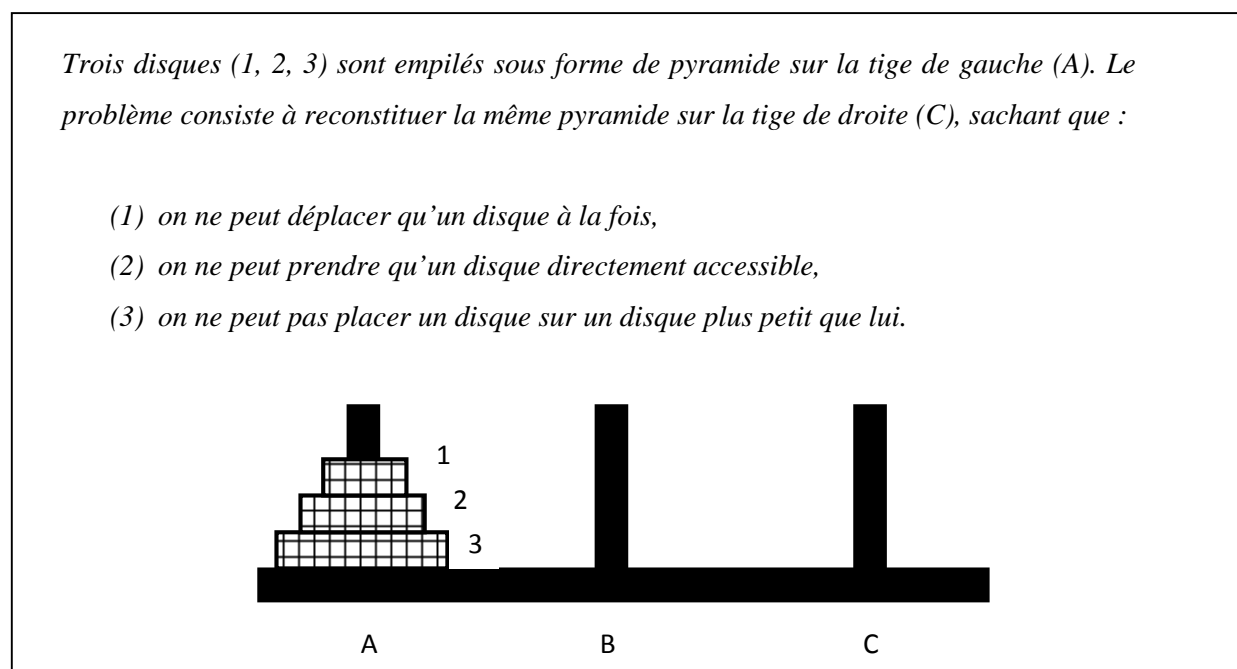 Trois disques (1, 2, 3) sont empilés sous forme de pyramide sur la tige de gauche (A). Le
problème consiste à reconstituer la même pyramide sur la tige de droite (C), sachant que :
(1) on ne peut déplacer qu’un disque à la fois,
(2) on ne peut prendre qu’un disque directement accessible,
(3) on ne peut pas placer un disque sur un disque plus petit que lui.
1
2
3
A B C